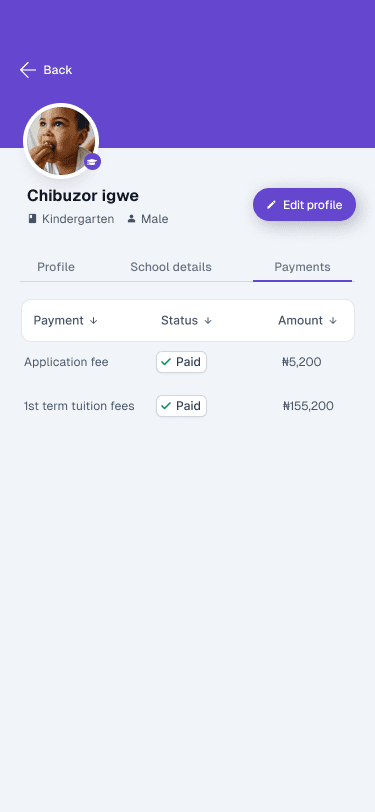 Back
Chibuzor igwe
Kindergarten Male
Edit profile
Profile School details Payments
Payment Status Amount
Application fee Paid ₦5,200
1st term tuition fees Paid ₦155,200